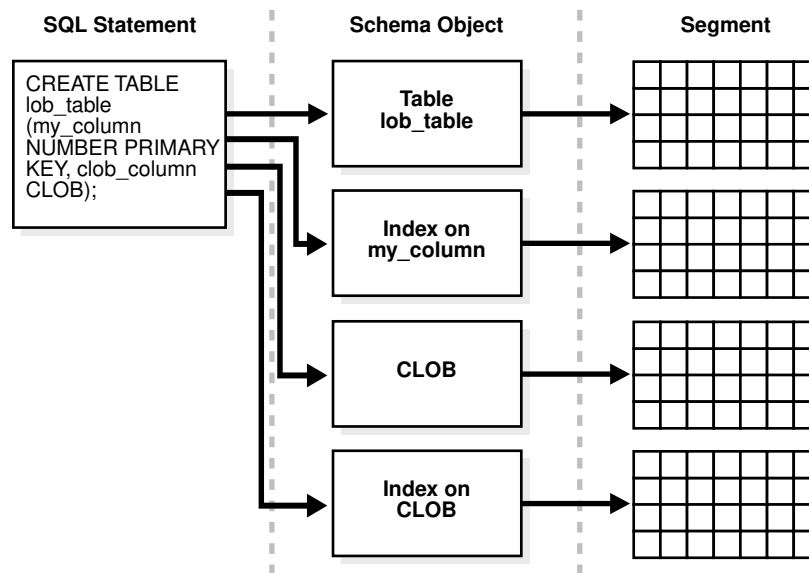 SQL Statement
Schema Object
Segment
CREATE TABLE
lob_table
(my_column
NUMBER PRIMARY
KEY, clob_column
CLOB);
Table
lob_table
Index on
my_column
CLOB
Index on
CLOB